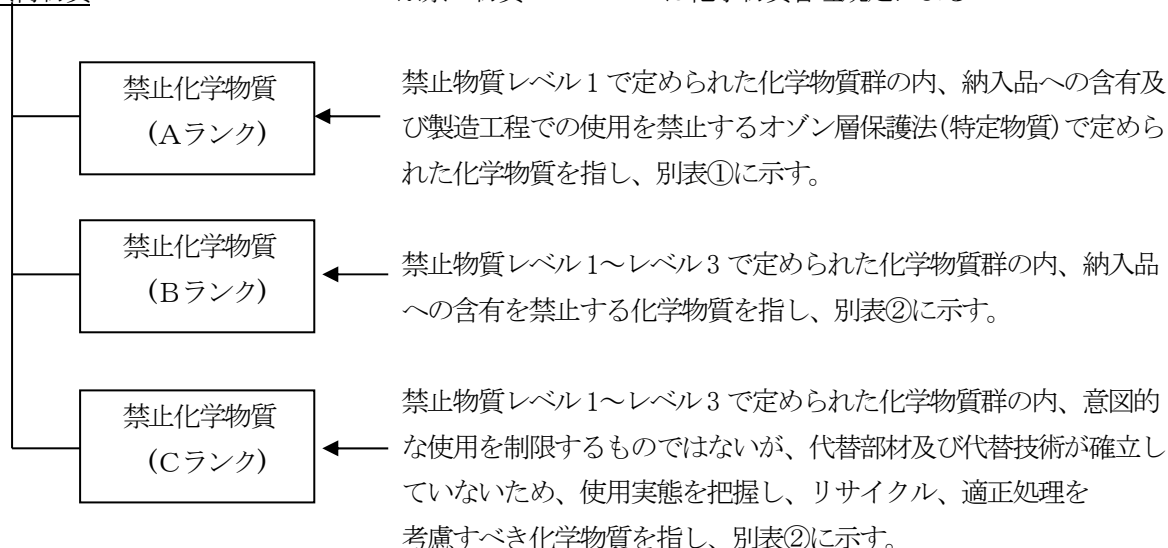 禁止化学物質
(Aランク)
禁止物質レベル1で定められた化学物質群の内、納入品への含有及
び製造工程での使用を禁止するオゾン層保護法(特定物質)で定めら
れた化学物質を指し、別表①に示す。
禁止化学物質
(Bランク)
禁止物質レベル1～レベル3で定められた化学物質群の内、納入品
への含有を禁止する化学物質を指し、別表②に示す。
禁止化学物質
(Cランク)
禁止物質レベル1～レベル3で定められた化学物質群の内、意図的
な使用を制限するものではないが、代替部材及び代替技術が確立し
ていないため、使用実態を把握し、リサイクル、適正処理を
考慮すべき化学物質を指し、別表②に示す。